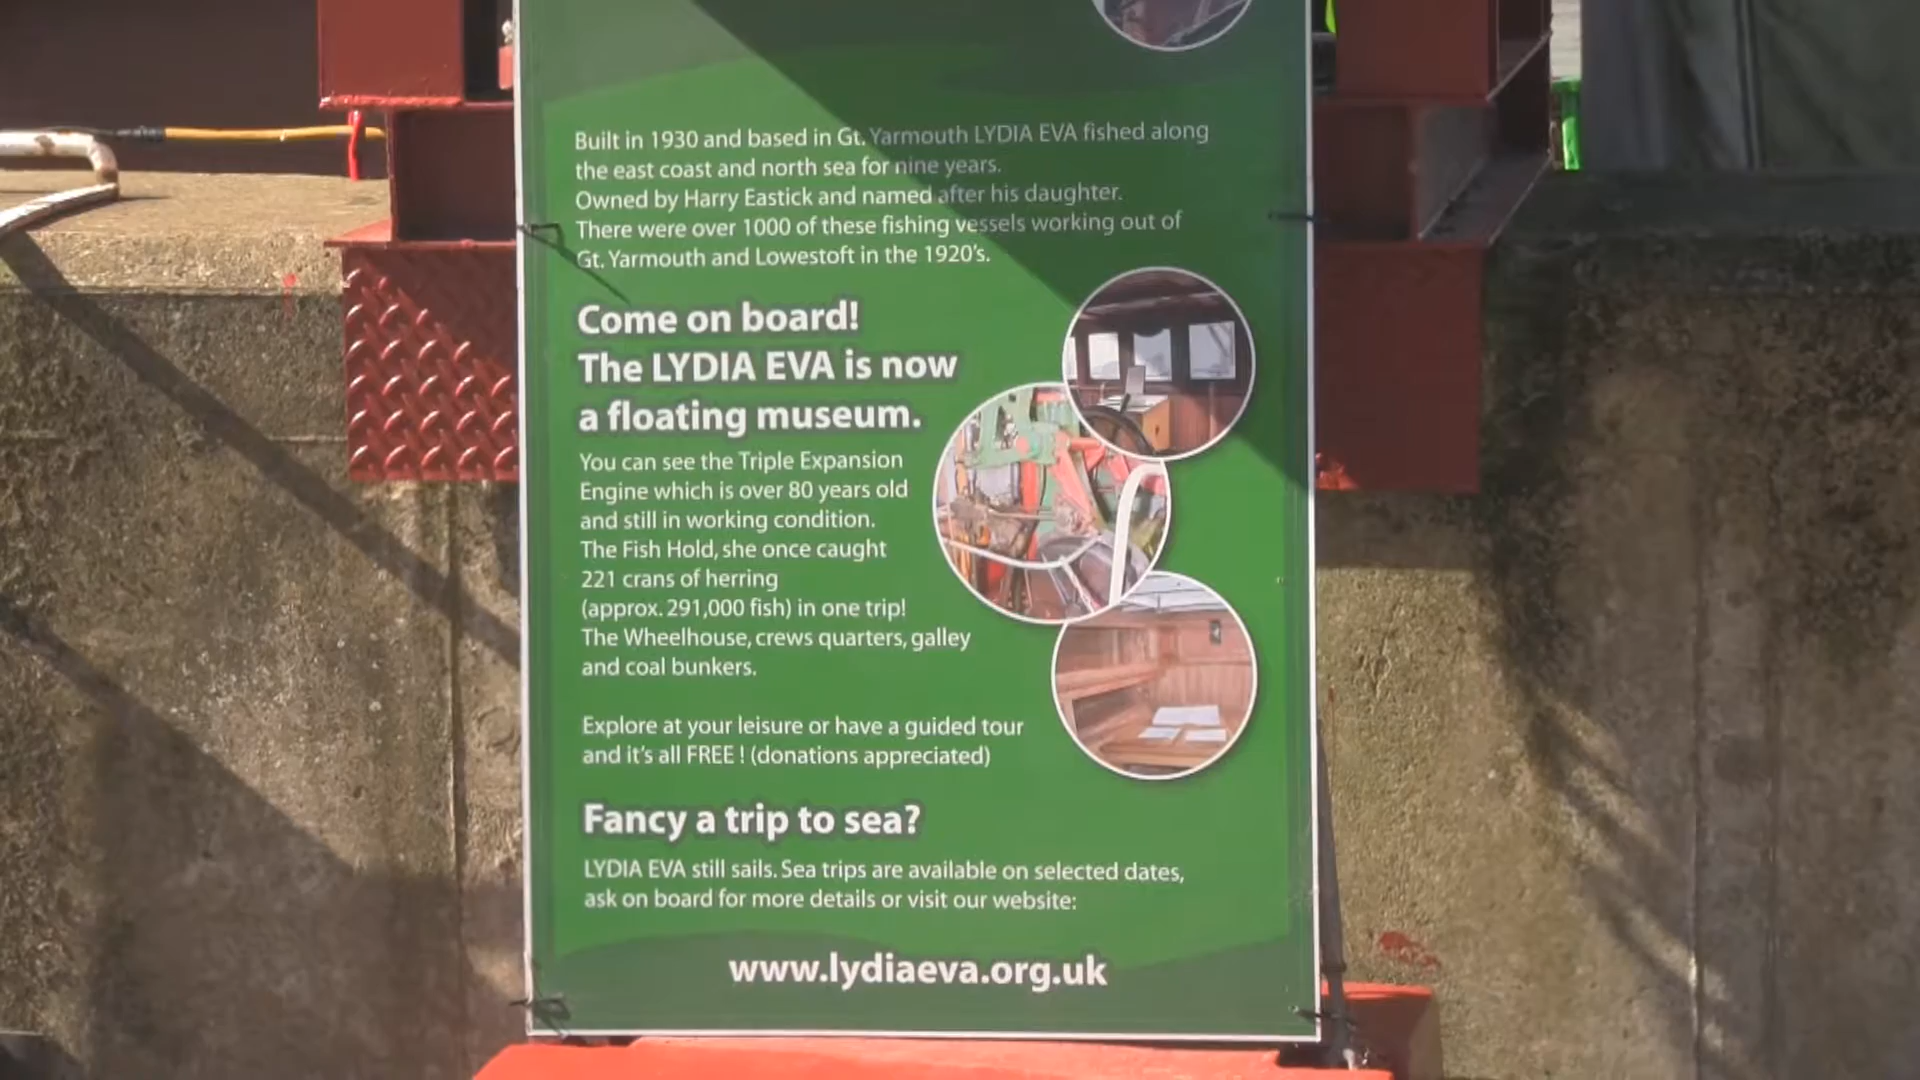 Built in 1930 and based in Gt. Yarmouth LYDIA EVA fished along
the east coast and north sea for nine years.
Owned by Harry Eastick and named after his daughter.
There were over 1000 of these fishing vessels working out of
Gt. Yarmouth and Lowestoft in the 1920's.
Come on board!
The LYDIA EVA is now
a floating museum.
You can see the Triple Expansion
Engine which is over 80 years old
and still in working condition.
The Fish Hold, she once caught
221 crans of herring
(approx. 291,000 fish) in one trip!
The Wheelhouse, crews quarters, galley
and coal bunkers.
Explore at your leisure or have a guided tour
and it's all FREE ! (donations appreciated)
Fancy a trip to sea?
LYDIA EVA still sails. Sea trips are available on selected dates,
ask on board for more details or visit our website:
www.lydiaeva.org.uk